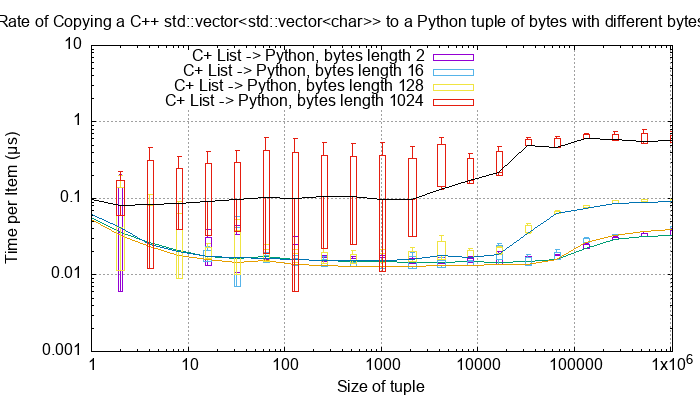 Rate of Copying a C++ std::vector<std::vector<char>> to a Python tuple of bytes with different bytes
10
1
0.1
0.01
0.001
Time per Item (µs)
C+ List -> Python, bytes length 2
C+ List -> Python, bytes length 16
C+ List -> Python, bytes length 128
C+ List -> Python, bytes length 1024
1 10 100 1000 10000 100000 1x10⁶
Size of tuple